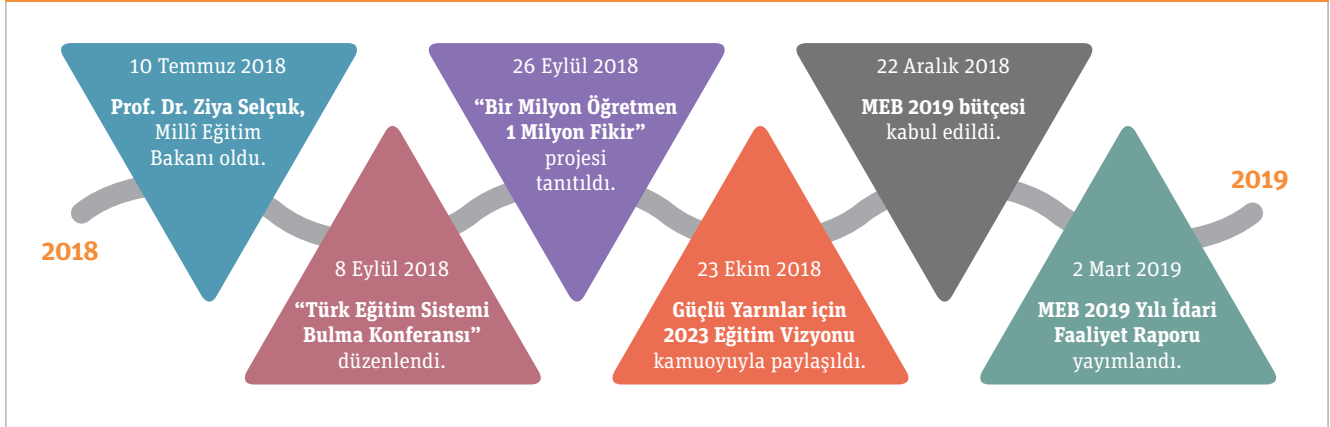 2018
10 Temmuz 2018
Prof. Dr. Ziya Selçuk,
Millî Eğitim
Bakanı oldu.
8 Eylül 2018
“Türk Eğitim Sistemi
Bulma Konferansı”
düzenlendi.
26 Eylül 2018
“Bir Milyon Öğretmen
1 Milyon Fikir”
projesi
tanıtıldı.
23 Ekim 2018
Güçlü Yarınlar için
2023 Eğitim Vizyonu
kamuoyuyla paylaşıldı.
22 Aralık 2018
MEB 2019 bütçesi
kabul edildi.
2 Mart 2019
MEB 2019 Yılı İdari
Faaliyet Raporu
yayımlandı.
2019